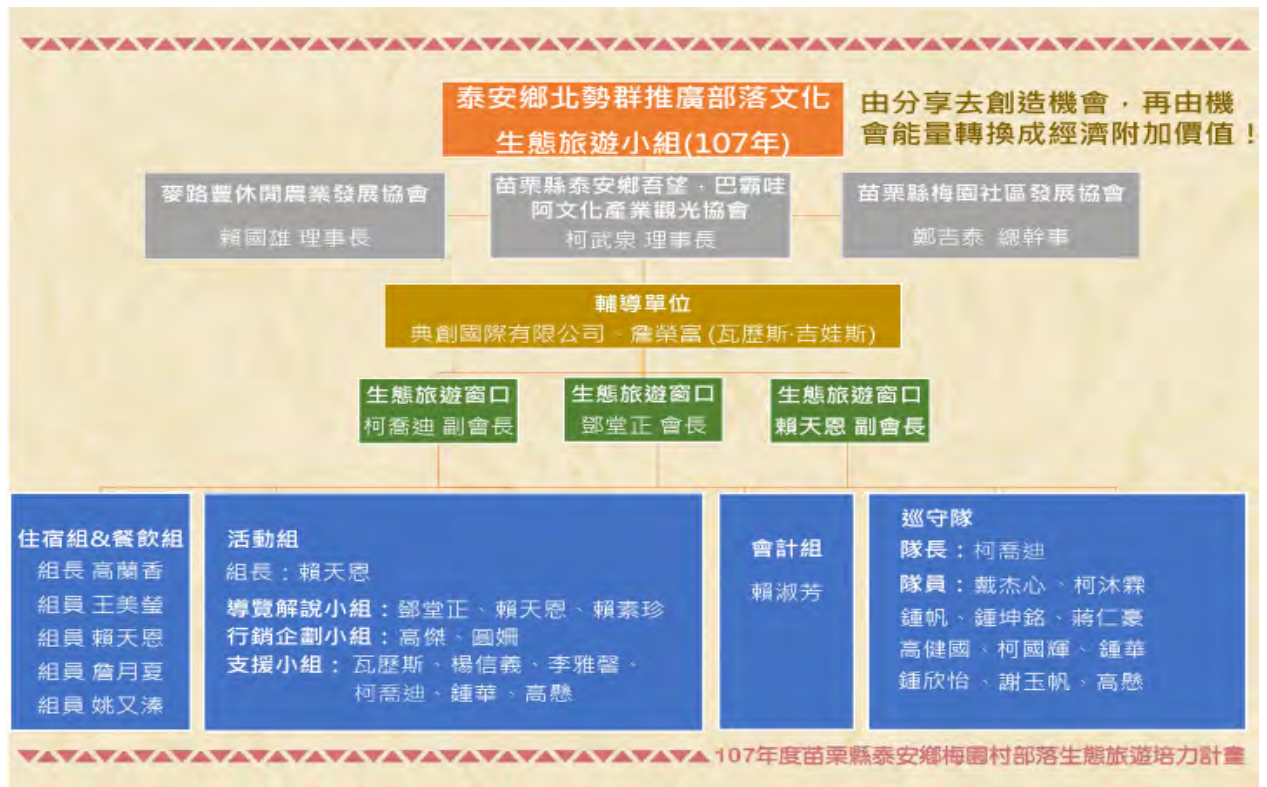 泰安鄉北勢群推廣部落文化
生態旅遊小組(107年)
由分享去創造機會，再由機
會能量轉換成經濟附加價值！
麥路豐休閒農業發展協會
賴國雄 理事長
苗栗縣泰安鄉吾望．巴霸哇
阿文化產業觀光協會
柯武泉 理事長
苗栗縣梅園社區發展協會
鄭吉泰 總幹事
輔導單位
典創國際有限公司、詹榮富(瓦歷斯·吉娃斯)
生態旅遊窗口
柯喬迪 副會長
生態旅遊窗口
鄧堂正 會長
生態旅遊窗口
賴天恩 副會長
住宿組&餐飲組
組長 高蘭香
組員 王美瑩
組員 賴天恩
組員 詹月夏
組員 姚又溱
活動組
組長：賴天恩
導覽解說小組：鄧堂正、賴天恩、賴素珍
行銷企劃小組：高傑、圓姍
支援小組： 瓦歷斯、楊信義、李雅馨、
柯喬迪、鍾華、高懸
會計組
賴淑芳
巡守隊
隊長：柯喬迪
隊員：戴杰心、柯沐霖
鍾帆、鍾坤銘、蔣仁豪
高健國、柯國輝、鍾華
鍾欣怡、謝玉帆、高懸
107年度苗栗縣泰安鄉梅園村部落生態旅遊培力計畫